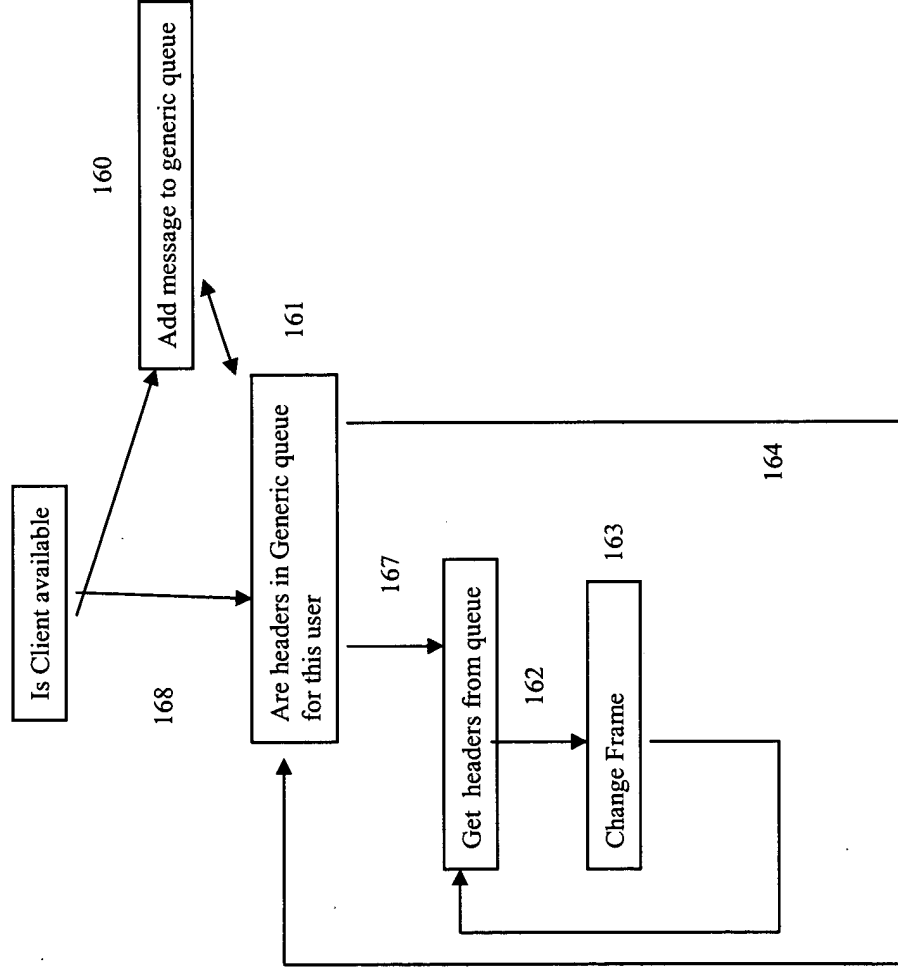 Is Client available
168
160
Add message to generic queue
Are headers in Generic queue
for this user
161
167
Get headers from queue
162
Change Frame
163
164